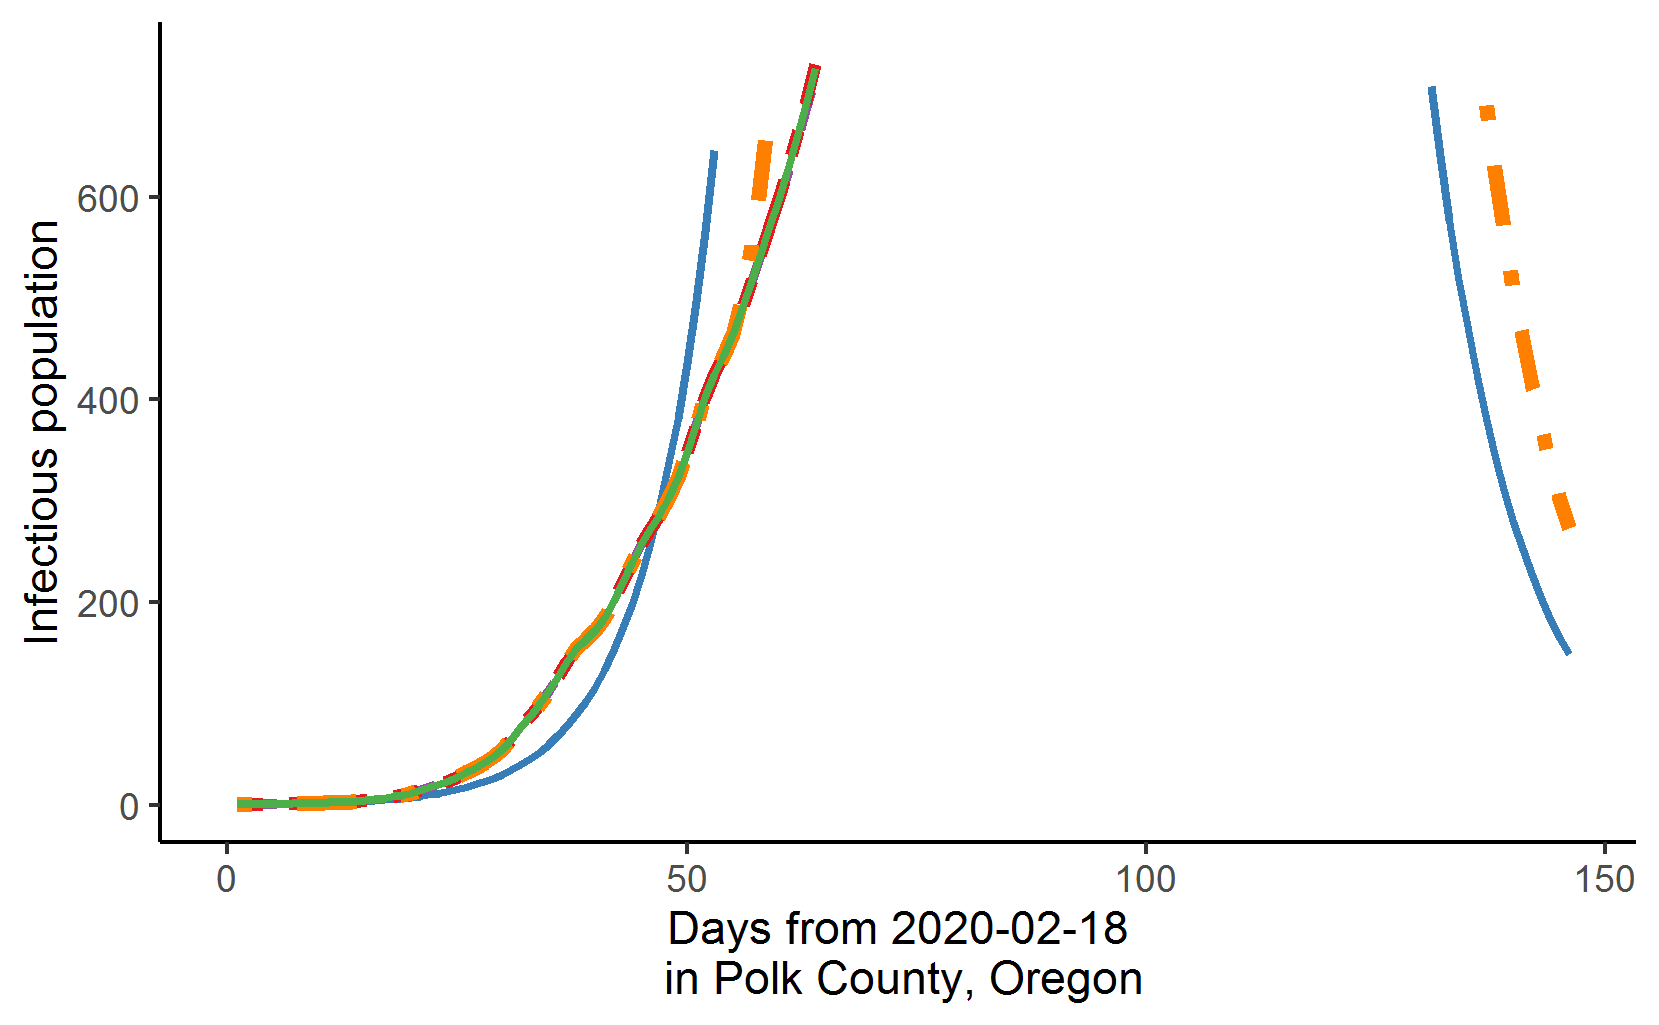 Infectious population
600
400
200
0
0 50 100 150
Days from 2020-02-18
in Polk County, Oregon